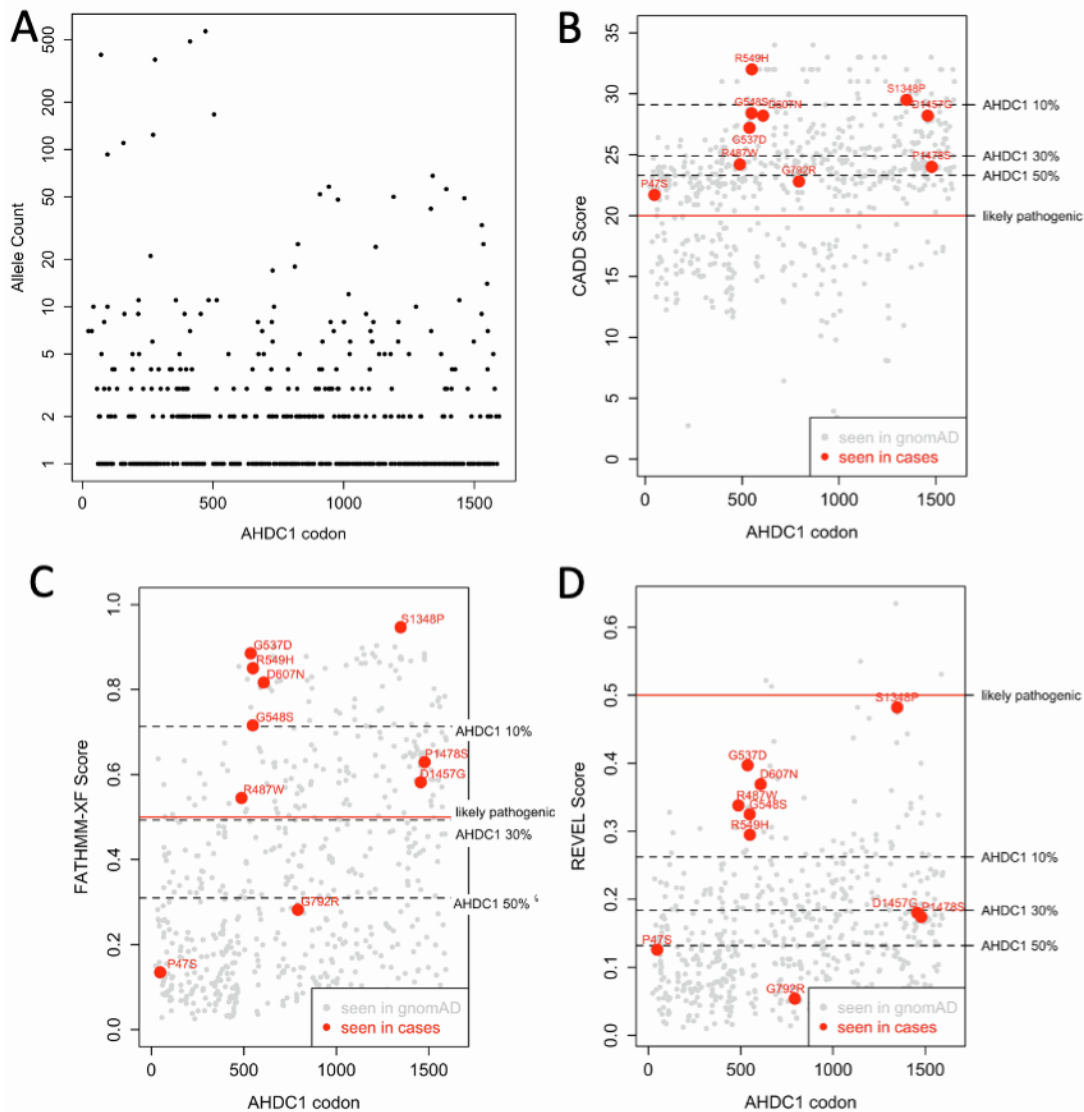 A
Allele Count
500
200
100
50
20
10
5
2
1
0
500
1000
1500
AHDC1 codon
B
CADD Score
35
30
25
20
15
10
5
0
R549H
S1348P
G548S
D607N
D1457G
AHDC1 10%
G537D
R487W
P1478S
AHDC1 30%
G792R
AHDC1 50%
P47S
likely pathogenic
seen in gnomAD
seen in cases
0
500
1000
1500
AHDC1 codon
C
FATHMM-XF Score
1.0
0.8
0.6
0.4
0.2
0.0
S1348P
G537D
R549H
D607N
G548S
AHDC1 10%
P1478S
D1457G
R487W
likely pathogenic
AHDC1 30%
AHDC1 50%
G792R
P47S
seen in gnomAD
seen in cases
0
500
1000
1500
AHDC1 codon
D
REVEL Score
0.6
0.5
0.4
0.3
0.2
0.1
0.0
likely pathogenic
S1348P
G537D
D607N
R487W
G548S
R549H
AHDC1 10%
D1457G
P1478S
AHDC1 30%
P47S
AHDC1 50%
G792R
seen in gnomAD
seen in cases
0
500
1000
1500
AHDC1 codon